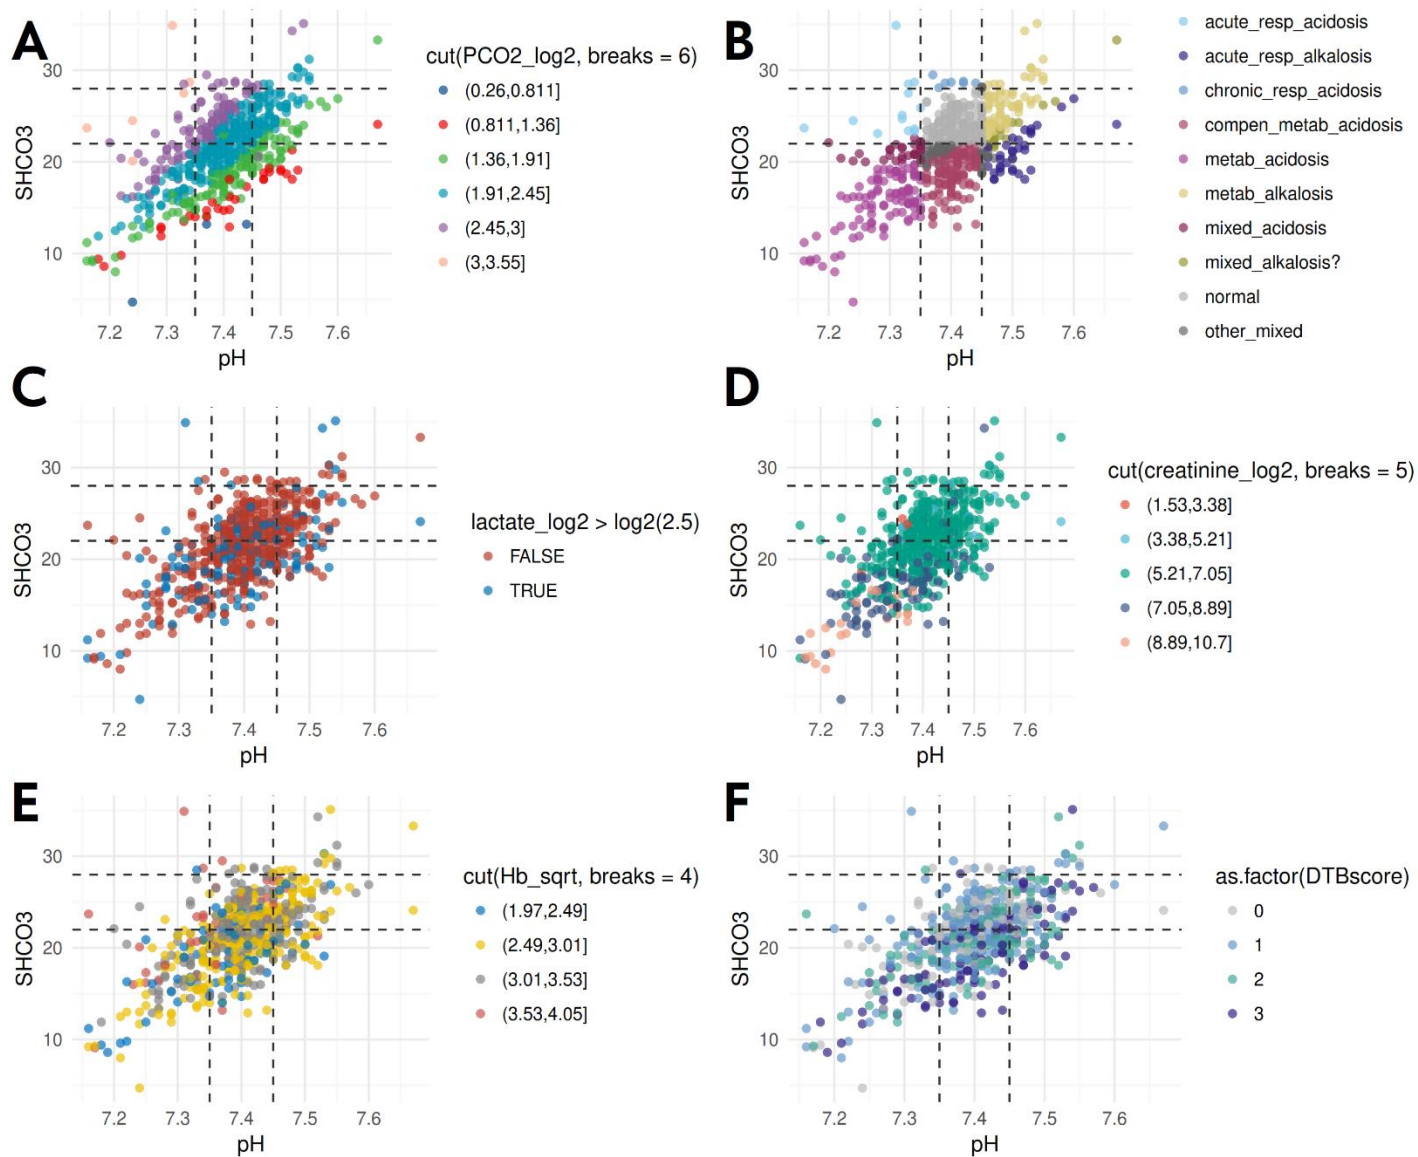 A
SHCO3
30
20
10
7.2 7.3 7.4 7.5 7.6
pH
cut(PCO2_log2, breaks = 6)
(0.26,0.811]
(0.811,1.36]
(1.36,1.91]
(1.91,2.45]
(2.45,3]
(3,3.55]
B
SHCO3
30
20
10
7.2 7.3 7.4 7.5 7.6
pH
acute_resp_acidosis
acute_resp_alkalosis
chronic_resp_acidosis
compen_metab_acidosis
metab_acidosis
metab_alkalosis
mixed_acidosis
mixed_alkalosis?
normal
other_mixed
C
SHCO3
30
20
10
7.2 7.3 7.4 7.5 7.6
pH
lactate_log2 > log2(2.5)
FALSE
TRUE
D
SHCO3
30
20
10
7.2 7.3 7.4 7.5 7.6
pH
cut(creatinine_log2, breaks = 5)
(1.53,3.38]
(3.38,5.21]
(5.21,7.05]
(7.05,8.89]
(8.89,10.7]
E
SHCO3
30
20
10
7.2 7.3 7.4 7.5 7.6
pH
cut(Hb_sqrt, breaks = 4)
(1.97,2.49]
(2.49,3.01]
(3.01,3.53]
(3.53,4.05]
F
SHCO3
30
20
10
7.2 7.3 7.4 7.5 7.6
pH
as.factor(DTBscore)
0
1
2
3